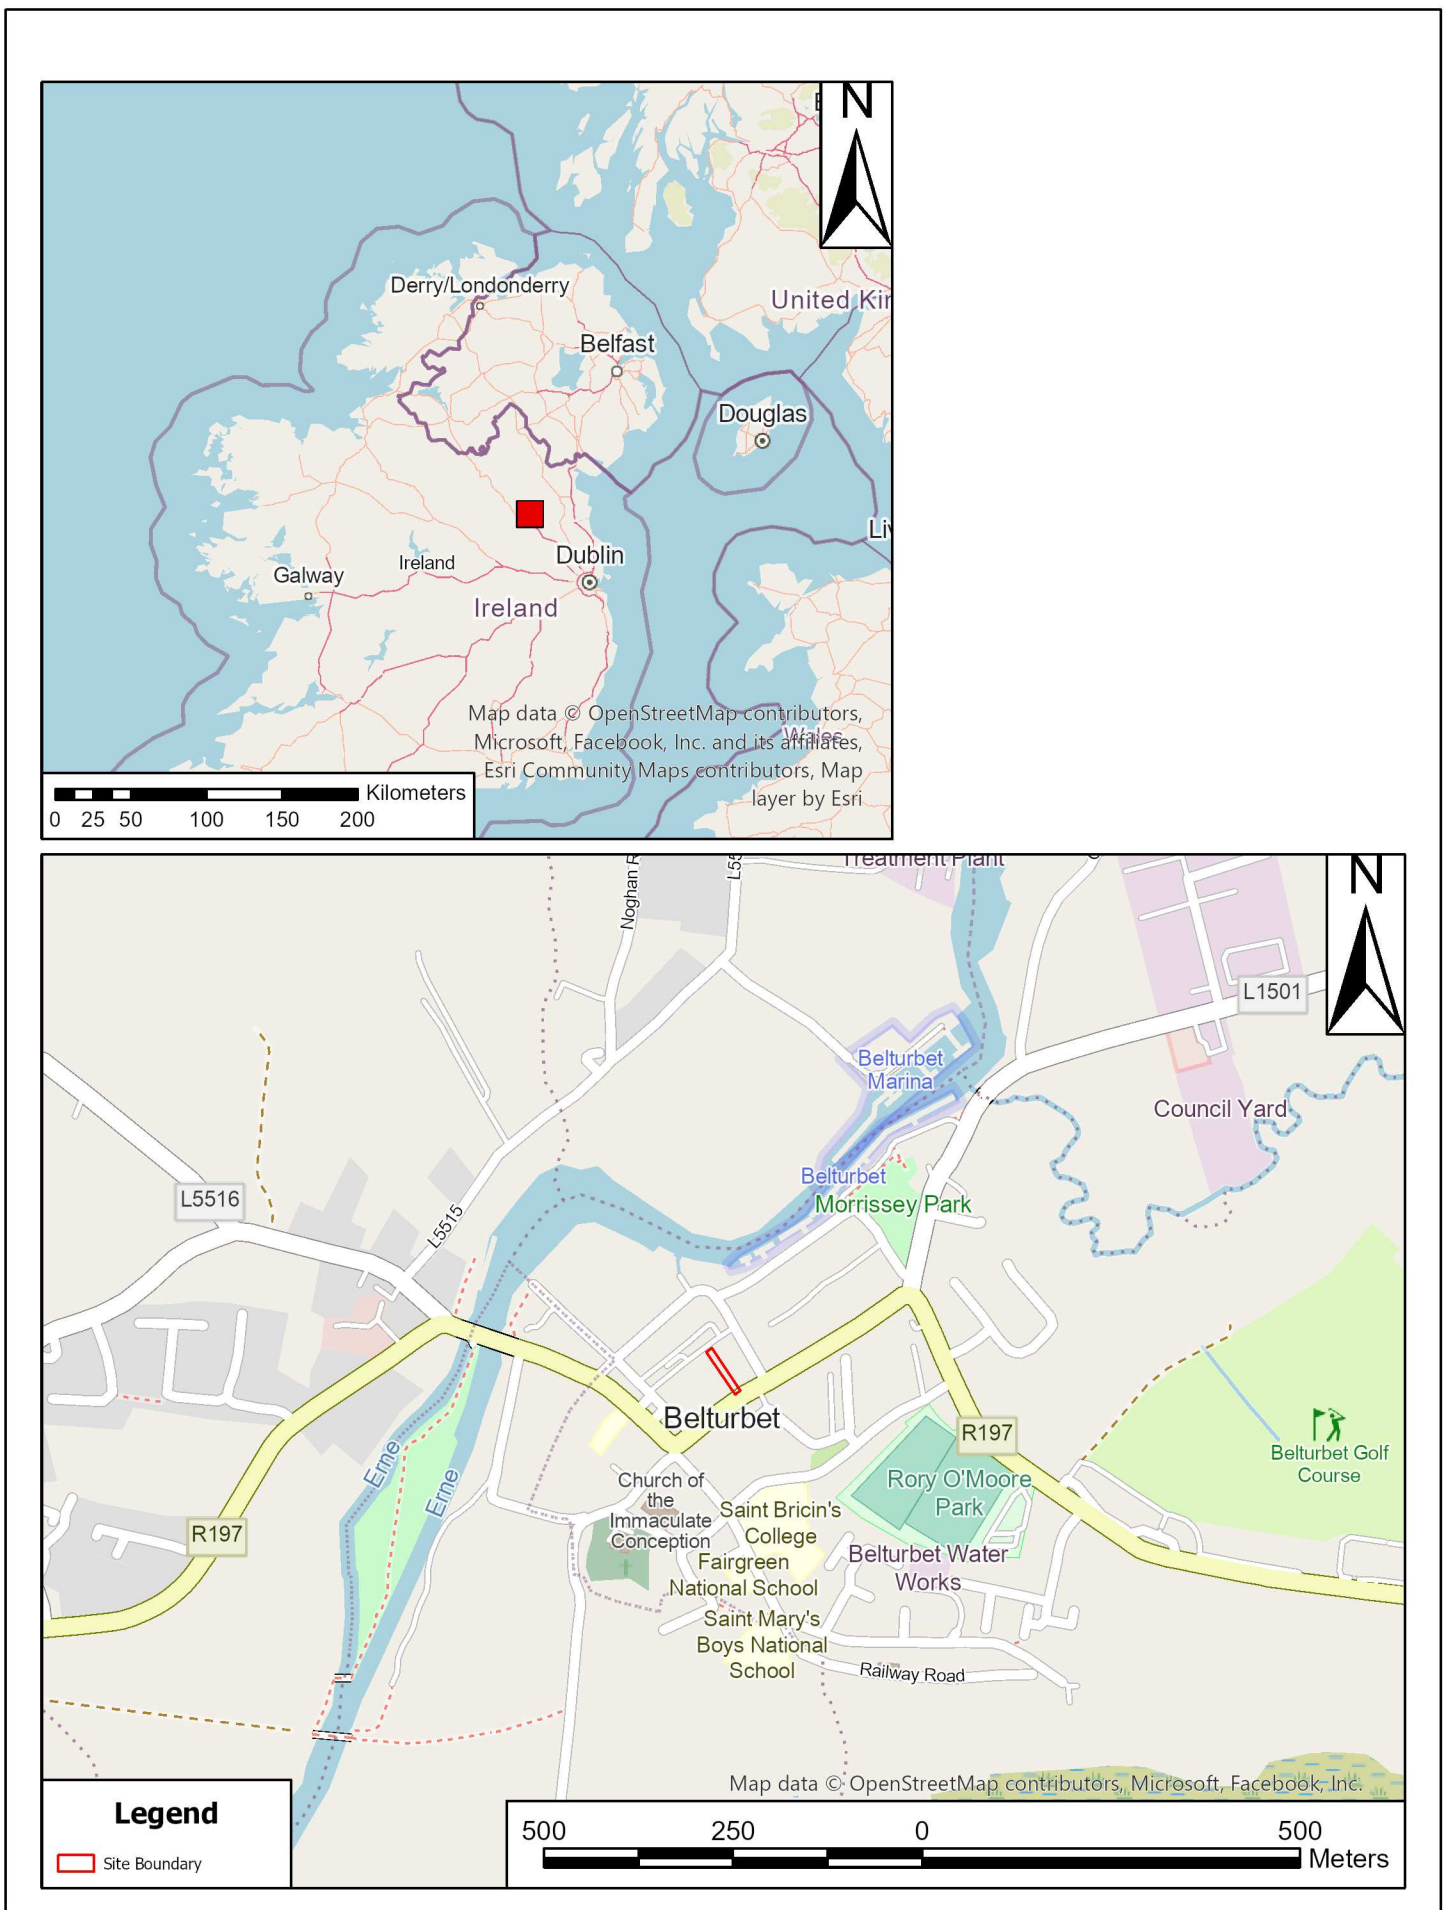 N
Derry/Londonderry
United Kin
Belfast
Douglas
Liv
Dublin
Ireland
Galway
Ireland
Wales
Map data © OpenStreetMap contributors,
Microsoft, Facebook, Inc. and its affiliates,
Esri Community Maps contributors, Map
layer by Esri
Kilometers
0 25 50 100 150 200
Treatment Plant
N
Noghan R
L55
L1501
Belturbet
Marina
Council Yard
Belturbet
Morrissey Park
L5516
L5515
Belturbet
R197
Belturbet Golf
Course
Erne
Erne
Church of
the
Immaculate
Conception
Rory O'Moore
Park
Saint Bricin's
College
R197
Fairgreen
National School
Belturbet Water
Works
Saint Mary's
Boys National
School
Railway Road
Map data © OpenStreetMap contributors, Microsoft, Facebook, Inc.
Legend
Site Boundary
500 250 0 500
Meters